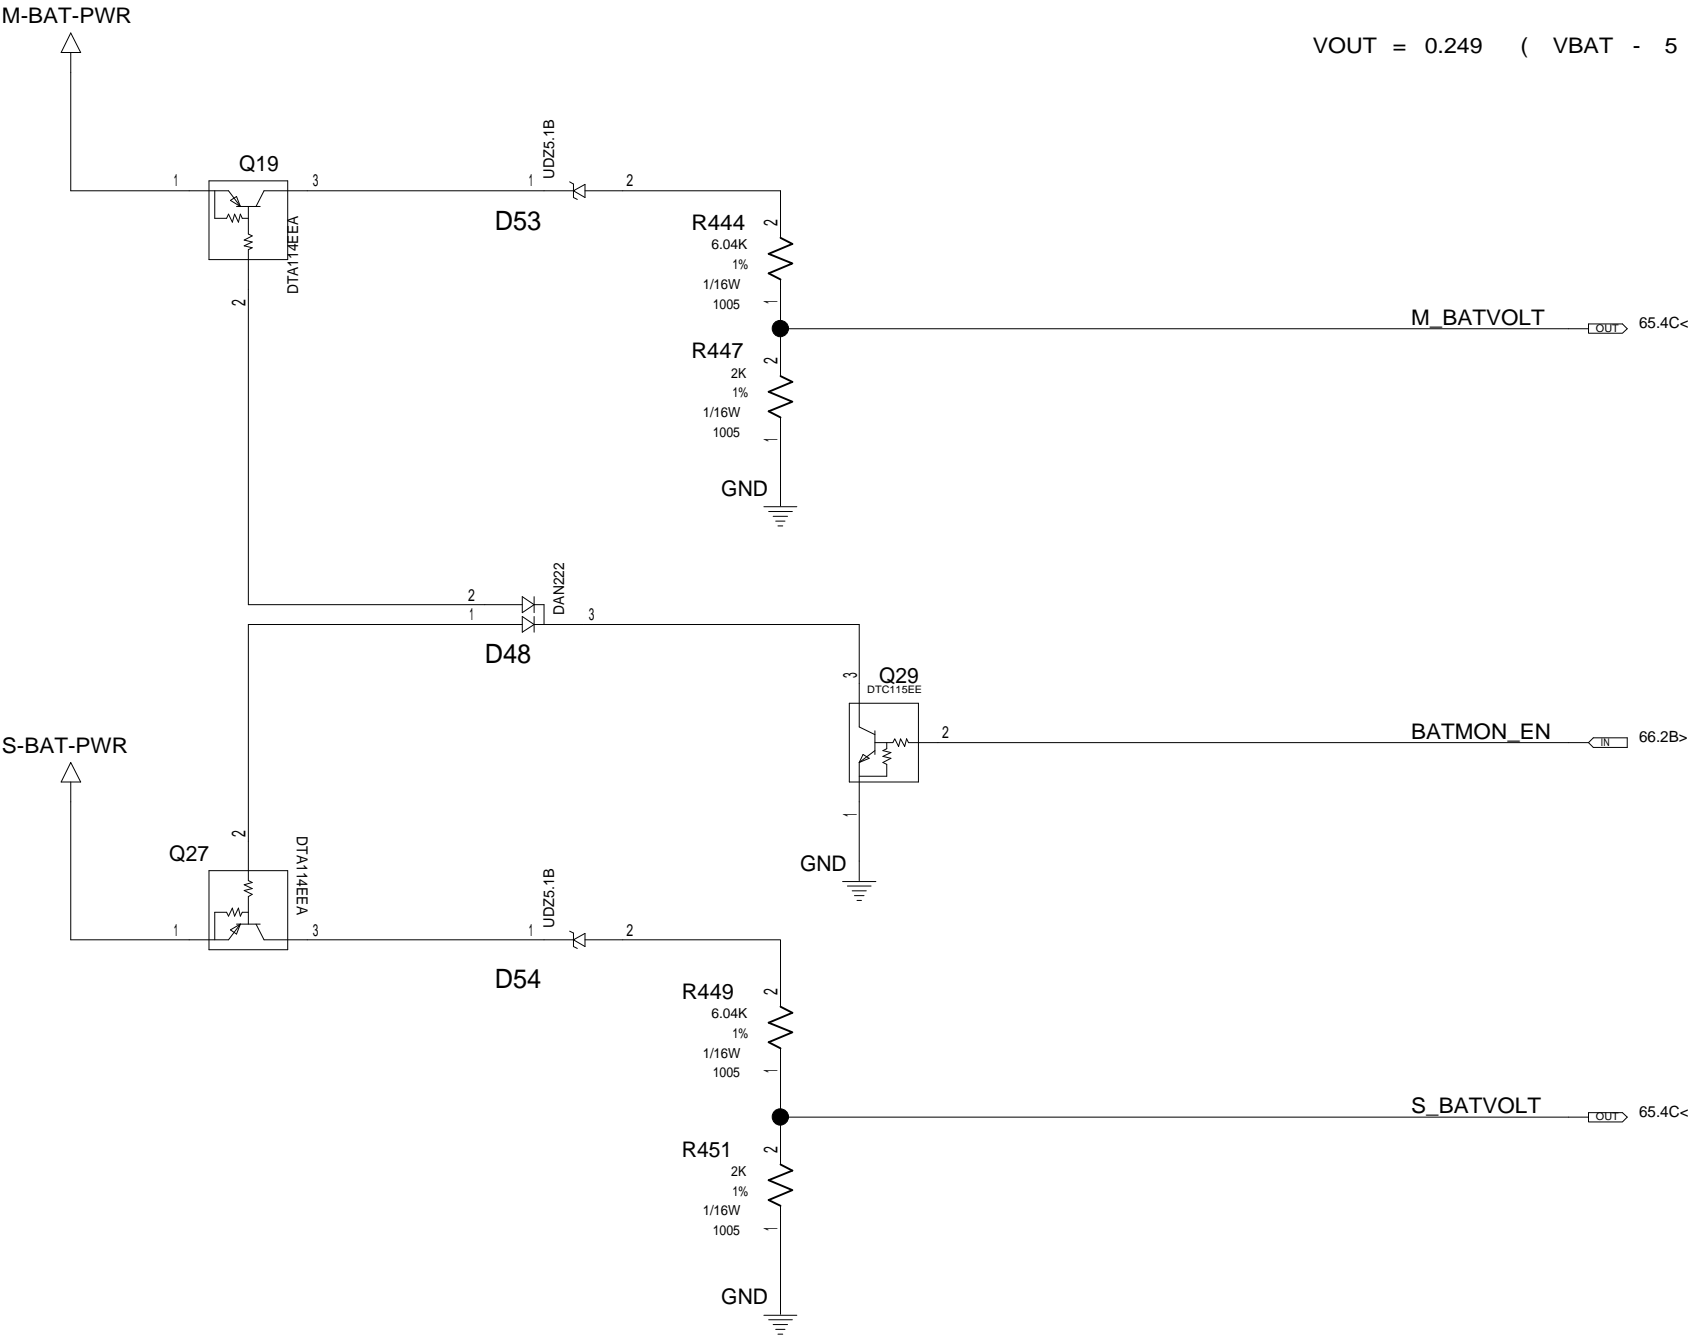 M-BAT-PWR
VOUT = 0.249 ( VBAT - 5
Q19
1
3
2
DTA114EEA
UDZ5.1B
1
2
D53
R444
6.04K
1%
1/16W
1005
2
1
M_BATVOLT
OUT
65.4C<
R447
2K
1%
1/16W
1005
2
1
GND
DAN222
2
1
3
D48
3
Q29
DTC115EE
2
1
BATMON_EN
IN
66.2B>
GND
S-BAT-PWR
2
Q27
DTA114EEA
1
3
UDZ5.1B
1
2
D54
R449
6.04K
1%
1/16W
1005
2
1
S_BATVOLT
OUT
65.4C<
R451
2K
1%
1/16W
1005
2
1
GND